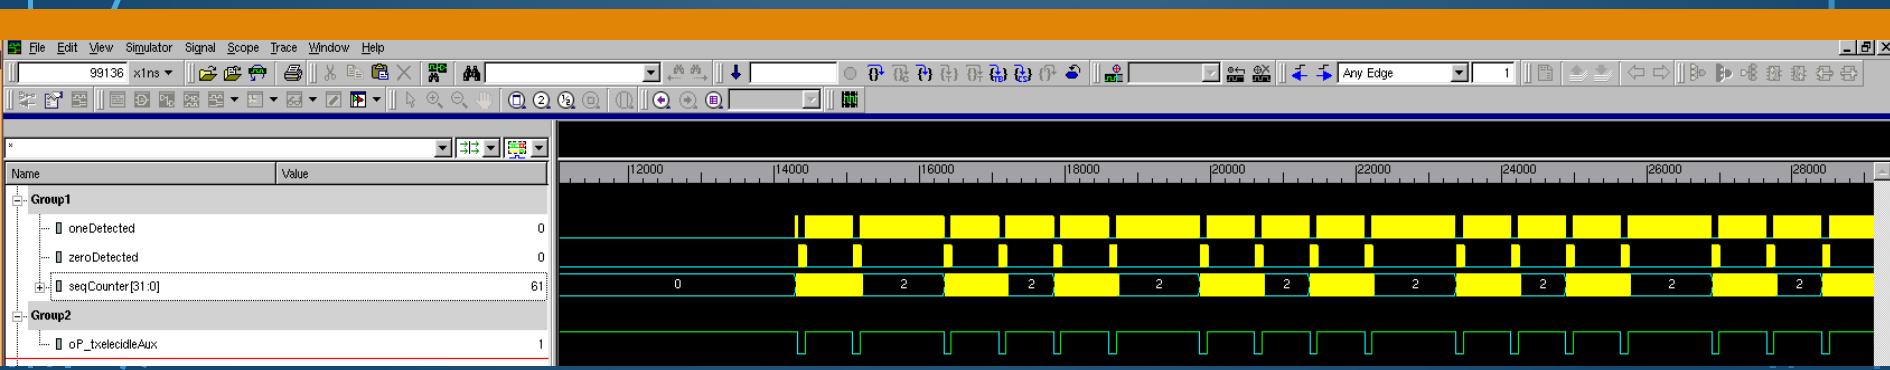 File Edit View Simulator Signal Scope Trace Window Help
99136 x1ns Any Edge 1
2
*
Name Value 12000 14000 16000 18000 20000 22000 24000 26000 28000
Group1
oneDetected 0
zeroDetected 0
seqCounter[31:0] 61 0 2 2 2 2 2 2 2 2
Group2
oP_txelecidleAux 1